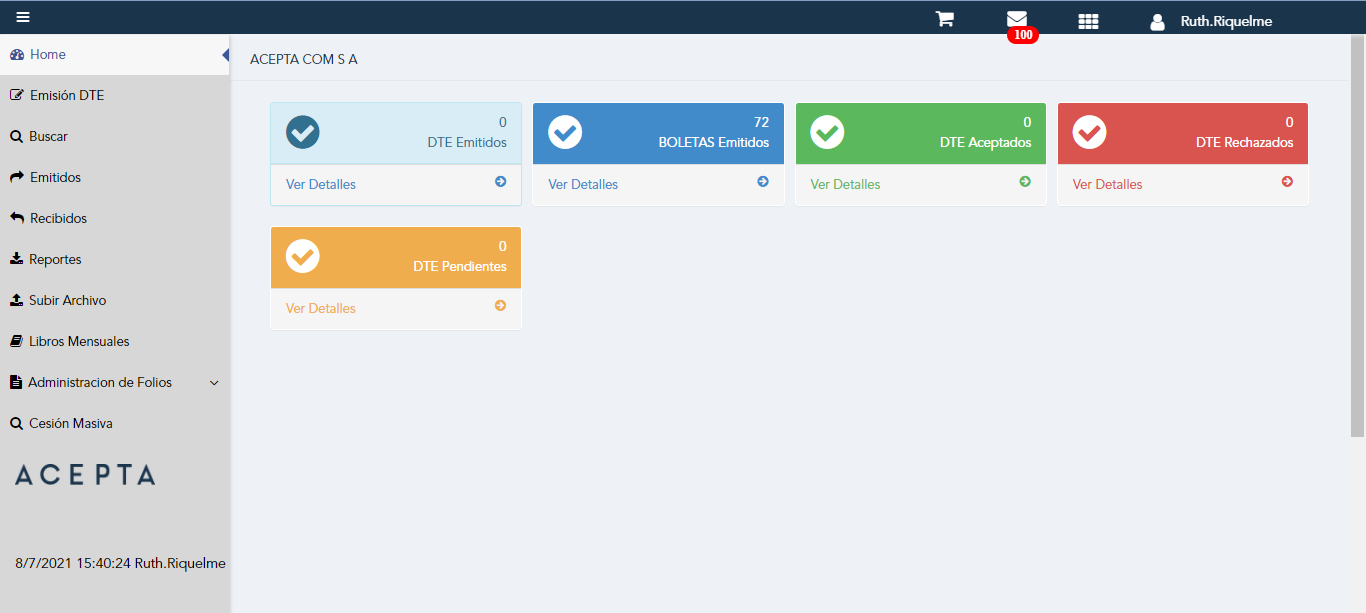 Ruth.Riquelme
100
Home
ACEPTA COM S A
Emisión DTE
Buscar
Emitidos
Recibidos
Reportes
Subir Archivo
Libros Mensuales
Administracion de Folios
Cesión Masiva
ACEPTA
8/7/2021 15:40:24 Ruth.Riquelme
0
DTE Emitidos
Ver Detalles
72
BOLETAS Emitidos
Ver Detalles
0
DTE Aceptados
Ver Detalles
0
DTE Rechazados
Ver Detalles
0
DTE Pendientes
Ver Detalles